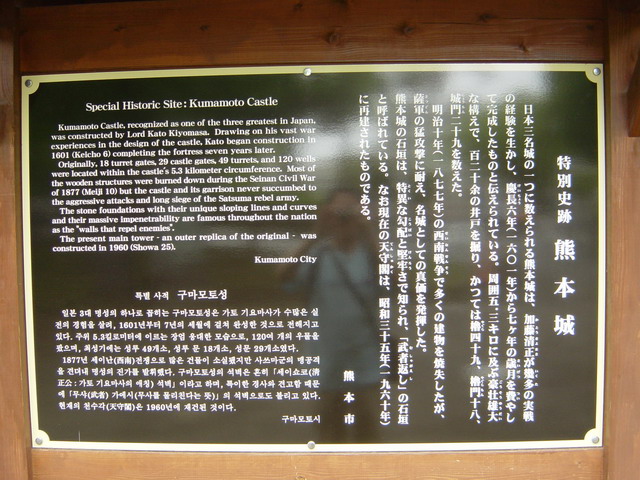 Special Historic Site: Kumamoto Castle
Kumamoto Castle, recognized as one of the three greatest in Japan,
was constructed by Lord Kato Kiyomasa. Drawing on his vast war
experiences in the design of the castle, Kato began construction in
1601 (Keicho 6) completing the fortress seven years later.
Originally, 18 turret gates, 29 castle gates, 49 turrets, and 120 wells
were located within the castle's 5.3 kilometer circumference. Most of
the wooden structures were burned down during the Seinan Civil War
of 1877 (Meiji 10) but the castle and its garrison never succumbed to
the aggressive attacks and long siege of the Satsuma rebel army.
The stone foundations with their unique sloping lines and curves
and their massive impenetrability are famous throughout the nation
as the "walls that repel enemies".
The present main tower - an outer replica of the original - was
constructed in 1960 (Showa 25).
Kumamoto City
특별 사적 구마모토성
일본 3대 명성의 하나로 꼽히는 구마모토성은 가토 기요마사가 수많은 실
전의 경험을 살려, 1601년부터 7년의 세월에 걸쳐 완성한 것으로 전해지고
있다. 주위 5.3킬로미터에 이르는 장엄 웅대한 모습으로, 120여 개의 우물을
팠으며, 최성기에는 성루 49개소, 성루 문 18개소, 성문 29개소였다.
1877년 세이난(西南)전쟁으로 많은 건물이 소실됐지만 사쓰마군의 맹공격
을 견뎌내 명성의 진가를 발휘했다. 구마모토성의 석벽은 흔히 「세이쇼코(清
正公:가토 기요마사의 애칭) 석벽」이라고 하며, 특이한 경사와 견고함 때문
에 「무샤(武者) 가에시(무사를 물리친다는 뜻)」의 석벽으로도 불리고 있다.
현재의 천수각(天守閣)은 1960년에 재건된 것이다.
구마모토시
特別史跡 熊本城
日本三名城の一つに数えられる熊本城は、加藤清正が幾多の実戦
の経験を生かし、慶長六年(一六〇一年)から七ヶ年の歳月を費やし
て完成したものと伝えられている。周囲五・三キロに及ぶ豪壮雄大
な構えで、百二十余の井戸を掘り、かつては櫓四十九、櫓門十八、
城門二十九を数えた。
明治十年(一八七七年)の西南戦争で多くの建物を焼失したが、
薩軍の猛攻撃に耐え、名城としての真価を発揮した。
熊本城の石垣は、特異な勾配と堅牢さで知られ、「武者返し」の石垣
と呼ばれている。なお現在の天守閣は、昭和三十五年(一九六十年)
に再建されたものである。
熊本市